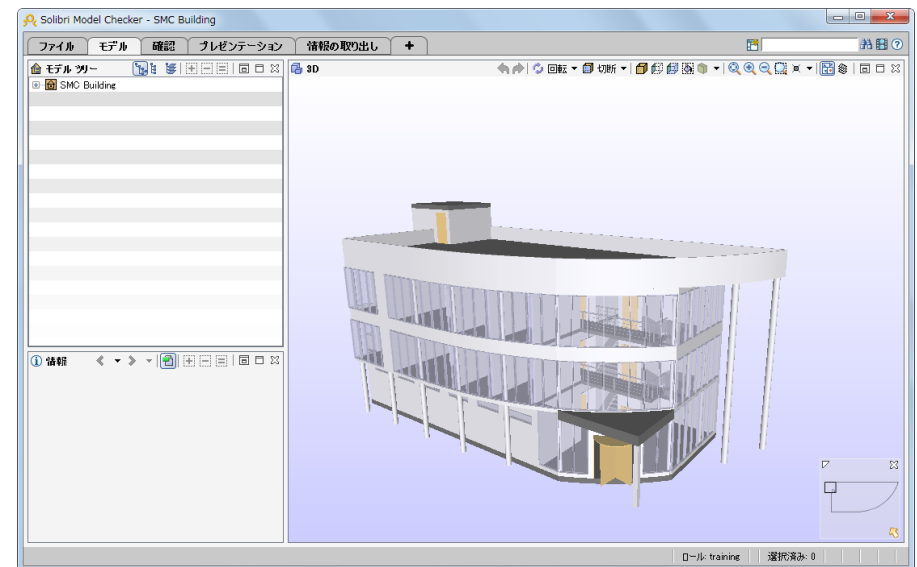 Solibri Model Checker - SMC Building
ファイル モデル 確認 プレゼンテーション 情報の取り出し +
モデル ツリー
SMC Building
3D 回転 切断
情報
ロール: training 選択済み: 0